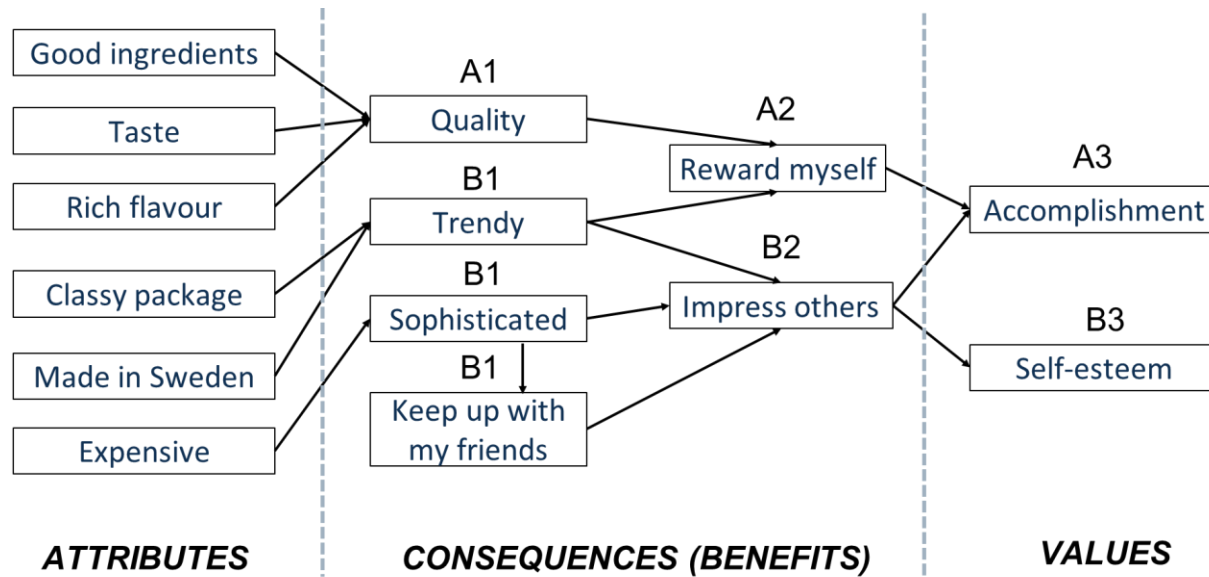 Good ingredients
Taste
Rich flavour
Classy package
Made in Sweden
Expensive
A1
Quality
B1
Trendy
B1
Sophisticated
B1
Keep up with
my friends
A2
Reward myself
B2
Impress others
A3
Accomplishment
B3
Self-esteem
ATTRIBUTES
CONSEQUENCES (BENEFITS)
VALUES